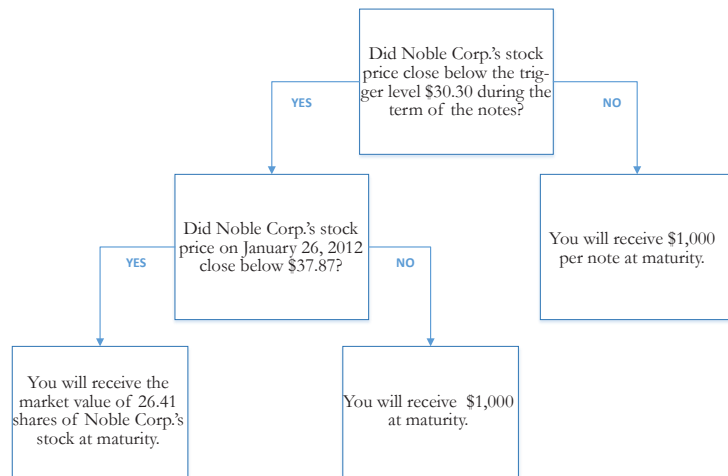 Did Noble Corp.'s stock
price close below the trig-
ger level $30.30 during the
term of the notes?
YES
NO
Did Noble Corp.'s stock
price on January 26, 2012
close below $37.87?
You will receive $1,000
per note at maturity.
YES
NO
You will receive the
market value of 26.41
shares of Noble Corp.'s
stock at maturity.
You will receive $1,000
at maturity.